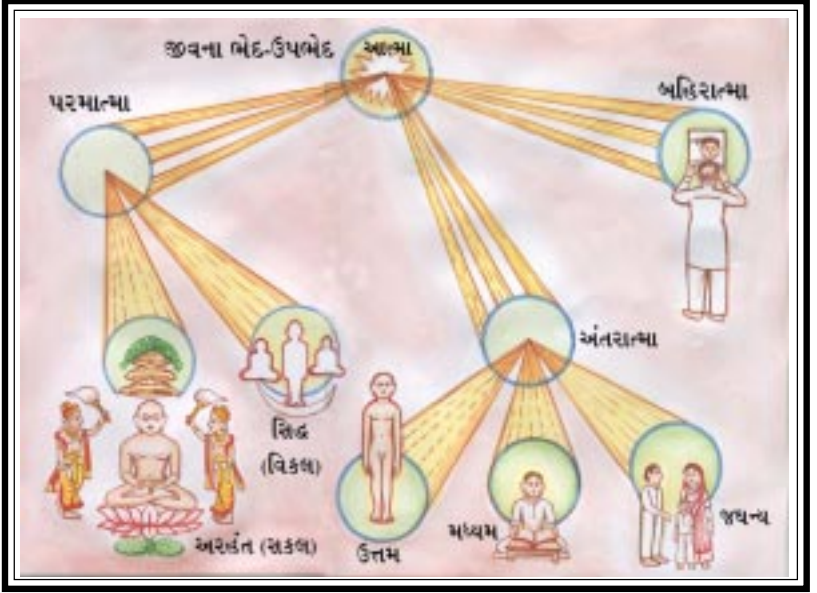 જીવના ભેદ-ઉપભેદ
આત્મા
પરમાત્મા
બહિરાત્મા
અંતરાત્મા
સિદ્ધ
(વિકલ)
અરહંત (સકલ)
ઉત્તમ
મધ્યમ
જઘન્ય